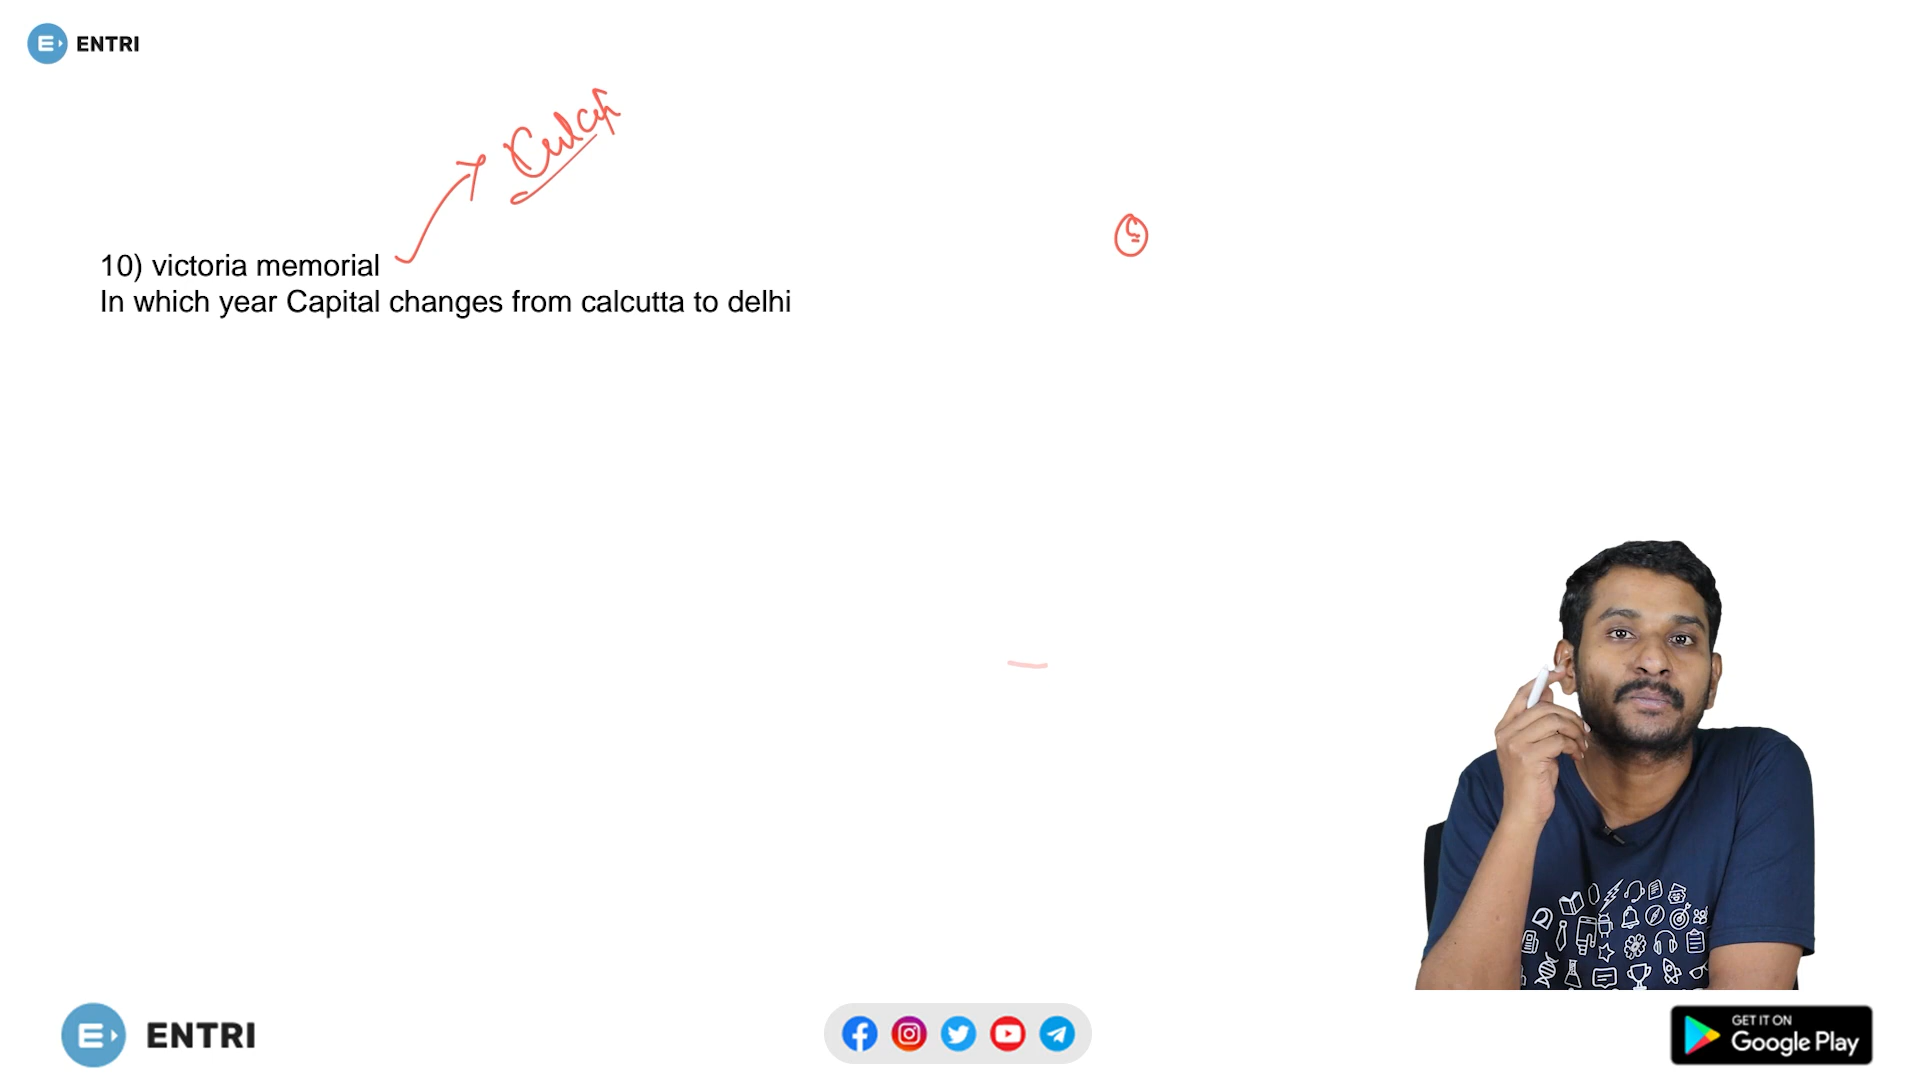 ENTRI
10) victoria memorial
In which year Capital changes from calcutta to delhi
ENTRI
GET IT ON
Google Play